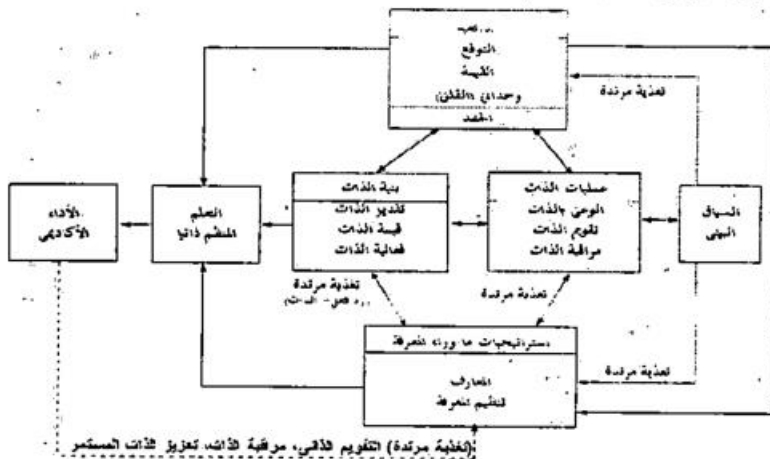 التوقع
القيمة
الجهد
تغذية مرتدة
الأداء
الأكاديمي
التعلم
المنظم ذاتيا
بنية الذات
تقدير الذات
قيمة الذات
فعالية الذات
عمليات الذات
الوعي بالذات
تقويم الذات
مراقبة الذات
السياق
البيئي
تغذية مرتدة
تغذية مرتدة
استراتيجيات ما وراء المعرفة
المعارف
تنظيم المعرفة
تغذية مرتدة
(تغذية مرتدة) التقويم الذاتي، مراقبة الذات، تعزيز الذات المستمر